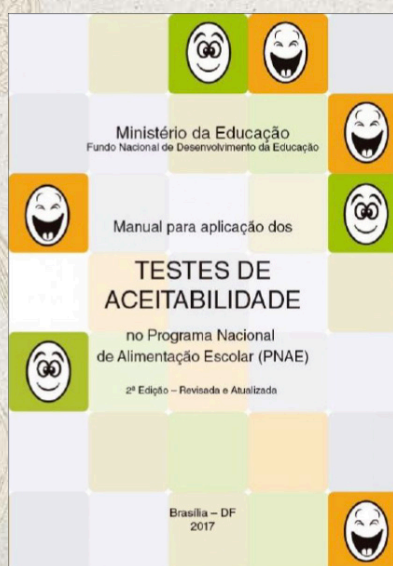 Ministério da Educação
Fundo Nacional de Desenvolvimento da Educação
Manual para aplicação dos
TESTES DE
ACEITABILIDADE
no Programa Nacional
de Alimentação Escolar (PNAE)
2ª Edição – Revisada e Atualizada
Brasília – DF
2017